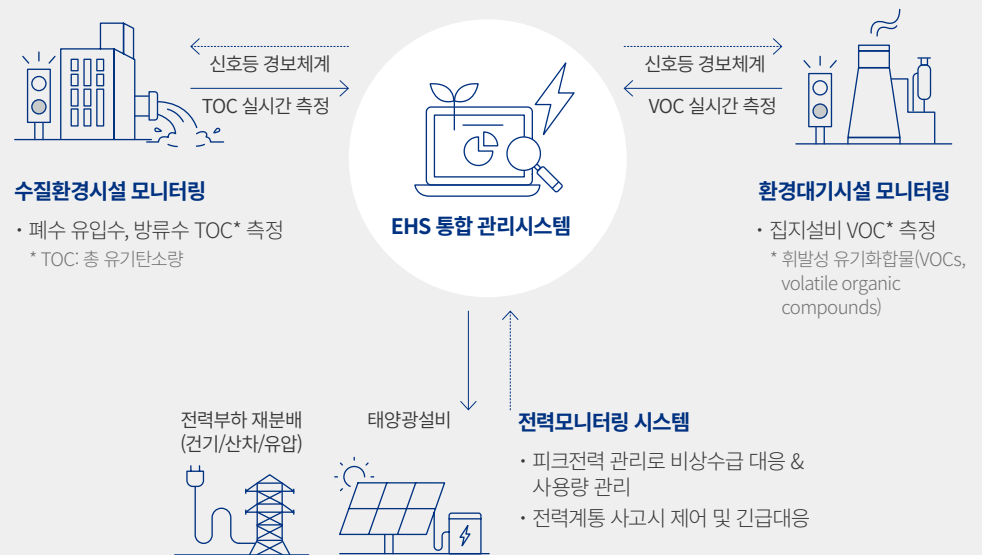 신호등 경보체계
TOC 실시간 측정
수질환경시설 모니터링
· 폐수 유입수, 방류수 TOC* 측정
* TOC: 총 유기탄소량
EHS 통합 관리시스템
신호등 경보체계
VOC 실시간 측정
환경대기시설 모니터링
· 집지설비 VOC* 측정
* 휘발성 유기화합물(VOCs,
volatile organic
compounds)
전력부하 재분배
(건기/산차/유압)
태양광설비
전력모니터링 시스템
· 피크전력 관리로 비상수급 대응 &
사용량 관리
· 전력계통 사고시 제어 및 긴급대응